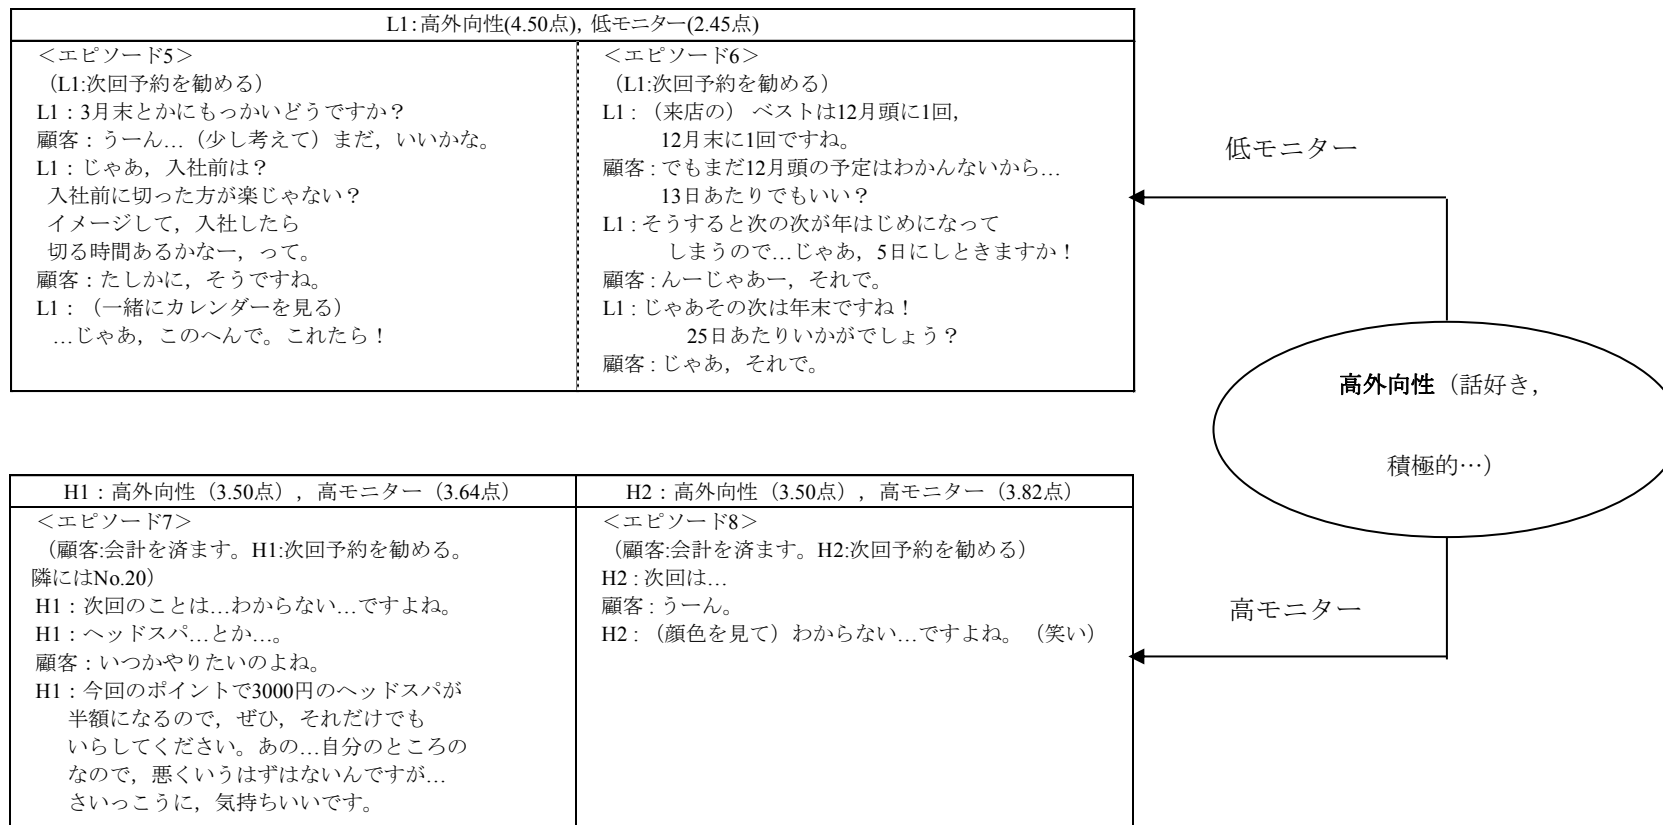 L1:高外向性(4.50点), 低モニター(2.45点)
＜エピソード5＞
（L1:次回予約を勧める）
L1：3月末とかにもっかいどうですか？
顧客：うーん…（少し考えて）まだ，いいかな。
L1：じゃあ，入社前は？
入社前に切った方が楽じゃない？
イメージして，入社したら
切る時間あるかなー，って。
顧客：たしかに，そうですね。
L1：（一緒にカレンダーを見る）
…じゃあ，このへんで。これたら！
＜エピソード6＞
（L1:次回予約を勧める）
L1：（来店の） ベストは12月頭に1回，
12月末に1回ですね。
顧客：でもまだ12月頭の予定はわかんないから…
13日あたりでもいい？
L1：そうすると次の次が年はじめになって
しまうので…じゃあ，5日にしときますか！
顧客：んーじゃあー，それで。
L1：じゃあその次は年末ですね！
25日あたりいかがでしょう？
顧客：じゃあ，それで。
低モニター
高外向性（話好き，
積極的…）
高モニター
H1：高外向性（3.50点）, 高モニター（3.64点）
＜エピソード7＞
（顧客:会計を済ます。H1:次回予約を勧める。
隣にはNo.20）
H1：次回のことは…わからない…ですよね。
H1：ヘッドスパ…とか…。
顧客：いつかやりたいのよね。
H1：今回のポイントで3000円のヘッドスパが
半額になるので，ぜひ，それだけでも
いらしてください。あの…自分のところの
なので，悪くいうはずはないんですが…
さいっこうに，気持ちいいです。
H2：高外向性（3.50点）, 高モニター（3.82点）
＜エピソード8＞
（顧客:会計を済ます。H2:次回予約を勧める）
H2：次回は…
顧客：うーん。
H2：（顔色を見て）わからない…ですよね。（笑い）